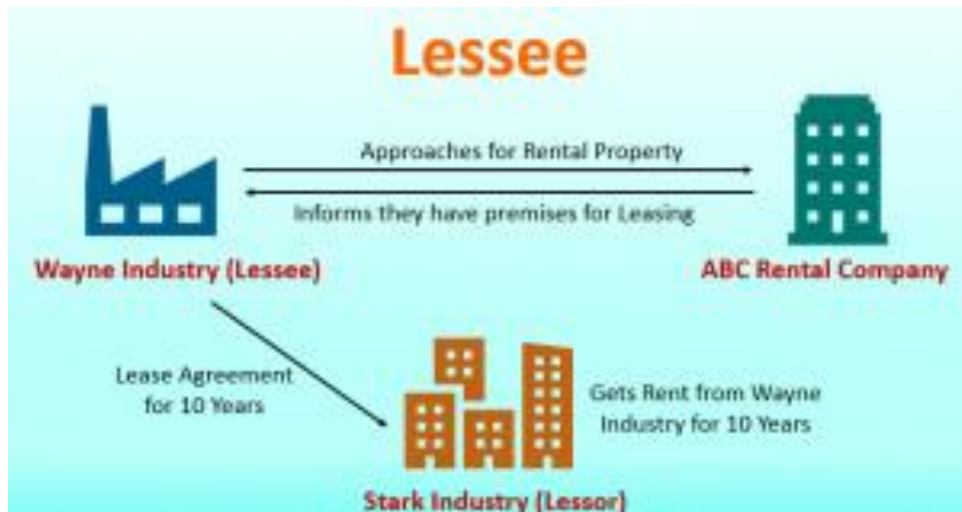 Lessee
Approaches for Rental Property
Informs they have premises for Leasing
Wayne Industry (Lessee)
ABC Rental Company
Lease Agreement
for 10 Years
Gets Rent from Wayne
Industry for 10 Years
Stark Industry (Lessor)